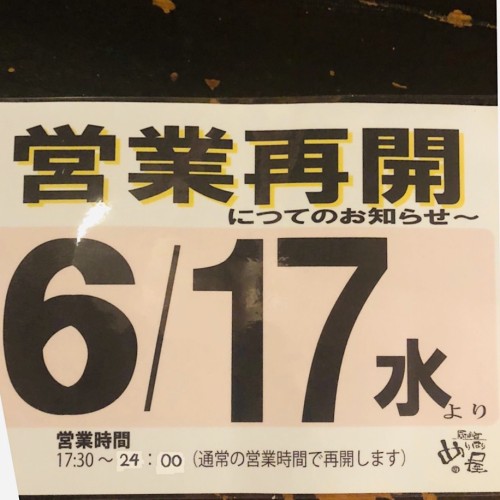 営業再開
につてのお知らせ～
6/17水より
営業時間
17:30～24:00（通常の営業時間で再開します）